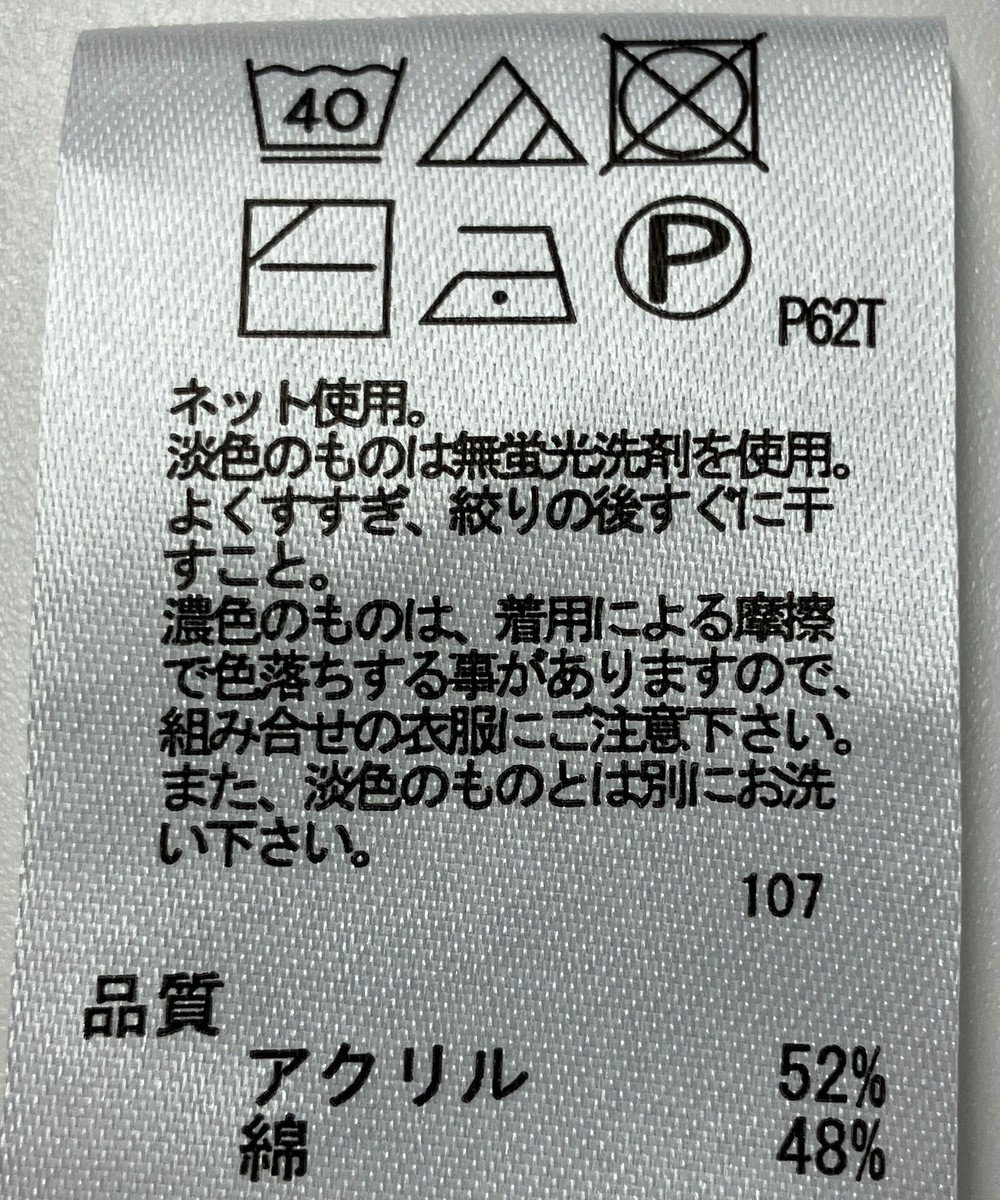 40
P
P62T
ネット使用。
淡色のものは無蛍光洗剤を使用。
よくすすぎ、絞りの後すぐに干
すこと。
濃色のものは、着用による摩擦
で色落ちする事がありますので、
組み合せの衣服にご注意下さい。
また、淡色のものとは別にお洗
い下さい。
107
品質
アクリル 52%
綿 48%